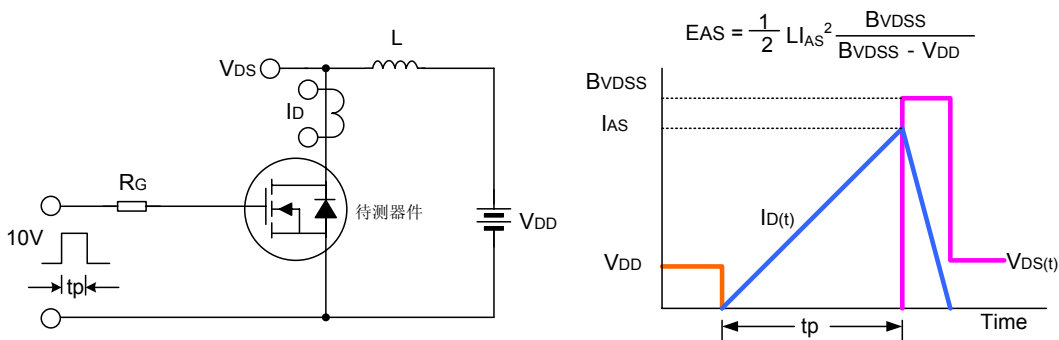 L
VDS
ID
RG
10V
tp
待测器件
VDD
EAS = 1/2 LIAS² BVDSS/(BVDSS - VDD)
BVDSS
IAS
ID(t)
VDD
VDS(t)
tp
Time